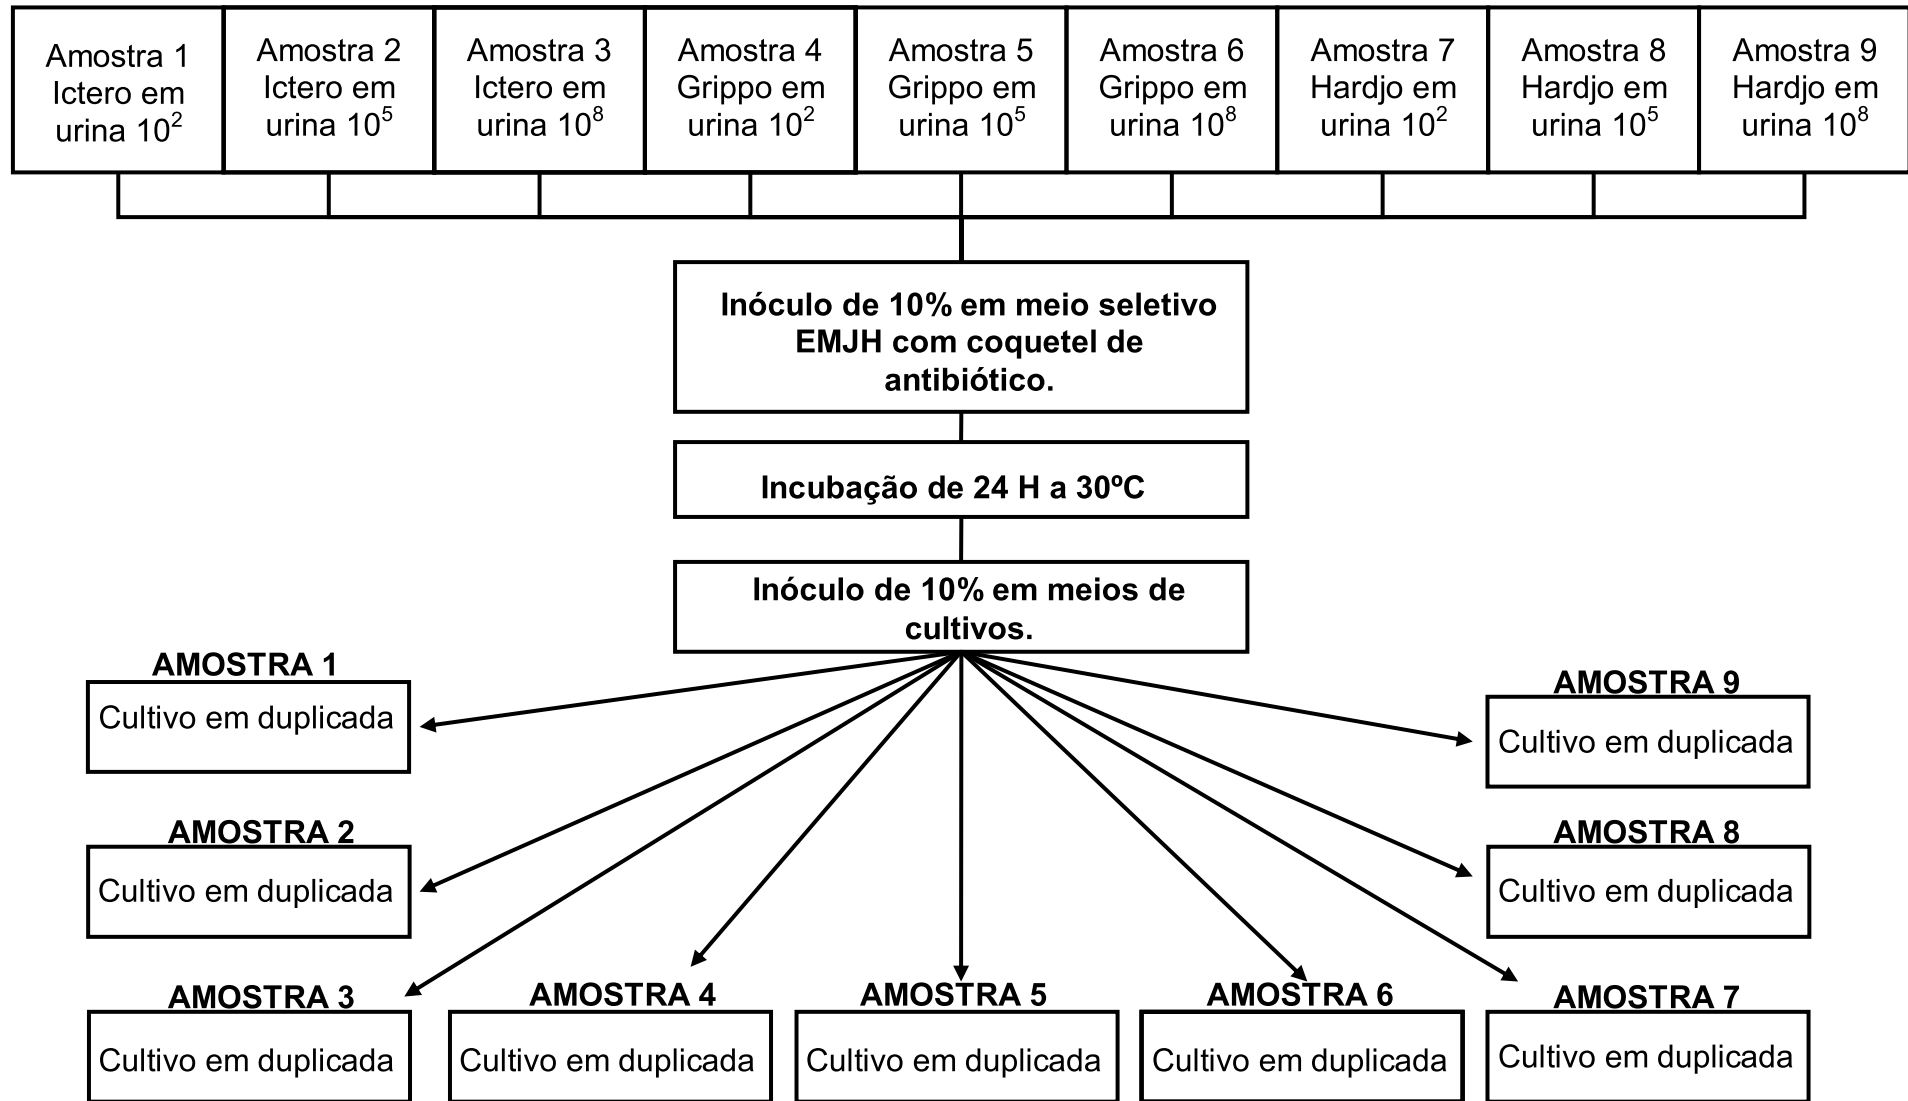 Amostra 1
Ictero em
urina 10²
Amostra 2
Ictero em
urina 10⁵
Amostra 3
Ictero em
urina 10⁸
Amostra 4
Grippo em
urina 10²
Amostra 5
Grippo em
urina 10⁵
Amostra 6
Grippo em
urina 10⁸
Amostra 7
Hardjo em
urina 10²
Amostra 8
Hardjo em
urina 10⁵
Amostra 9
Hardjo em
urina 10⁸
Inóculo de 10% em meio seletivo
EMJH com coquetel de
antibiótico.
Incubação de 24 H a 30ºC
Inóculo de 10% em meios de
cultivos.
AMOSTRA 1
Cultivo em duplicada
AMOSTRA 2
Cultivo em duplicada
AMOSTRA 3
Cultivo em duplicada
AMOSTRA 4
Cultivo em duplicada
AMOSTRA 5
Cultivo em duplicada
AMOSTRA 6
Cultivo em duplicada
AMOSTRA 7
Cultivo em duplicada
AMOSTRA 8
Cultivo em duplicada
AMOSTRA 9
Cultivo em duplicada